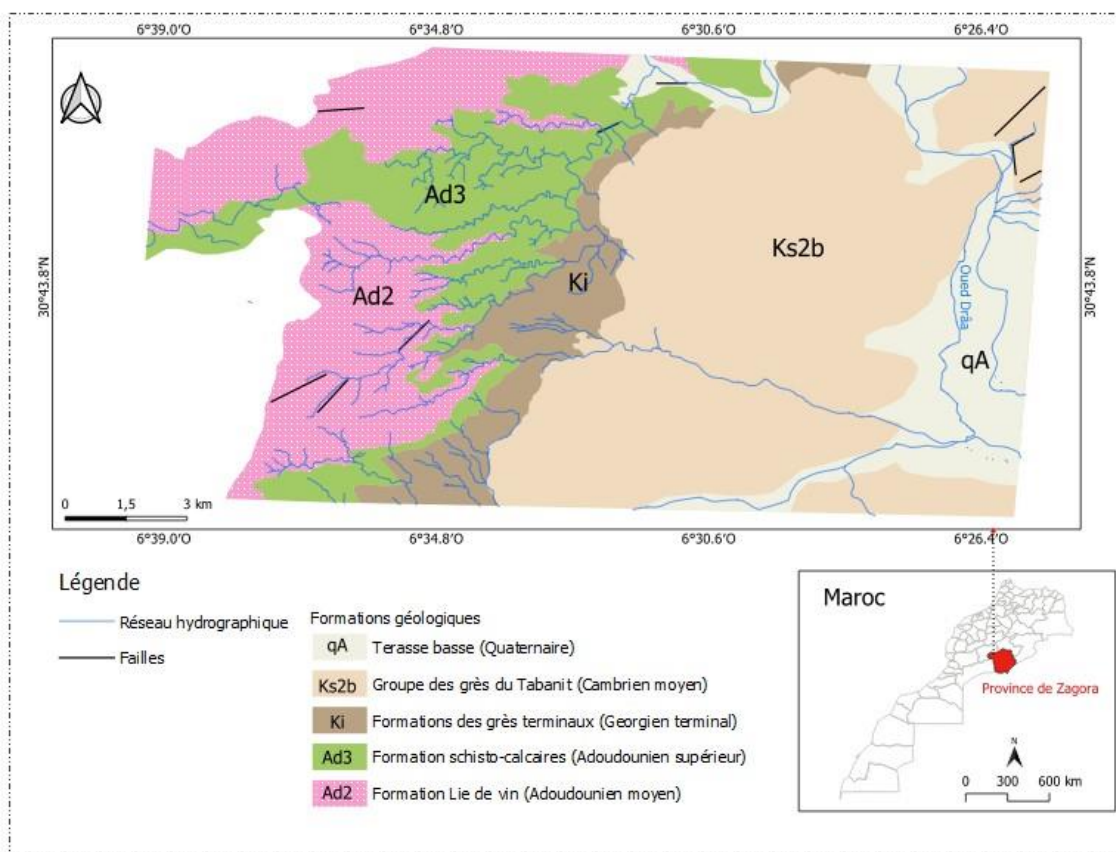 6°39.0'O 6°34.8'O 6°30.6'O 6°26.4'O
30°43.8'N
30°43.8'N
Ad3
Ks2b
Ad2
Ki
Oued Drâa
qA
0 1,5 3 km
6°39.0'O 6°34.8'O 6°30.6'O 6°26.4'O
Légende
Réseau hydrographique
Failles
Formations géologiques
qA Terasse basse (Quaternaire)
Ks2b Groupe des grès du Tabanit (Cambrien moyen)
Ki Formations des grès terminaux (Georgien terminal)
Ad3 Formation schisto-calcaires (Adoudounien supérieur)
Ad2 Formation Lie de vin (Adoudounien moyen)
Maroc
Province de Zagora
N
0 300 600 km